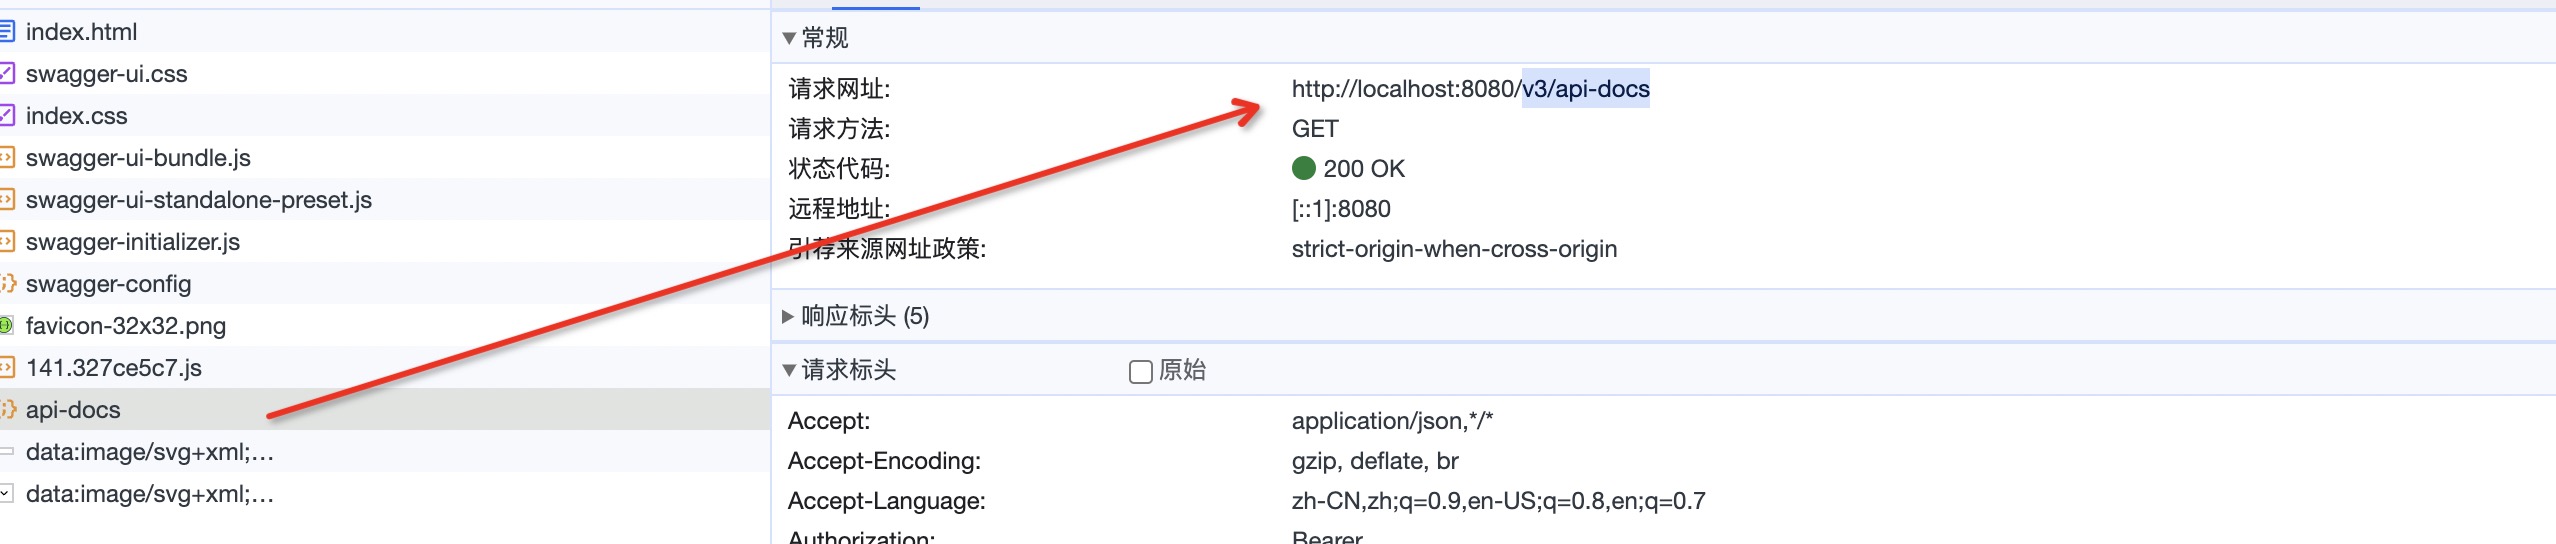 index.html
swagger-ui.css
index.css
swagger-ui-bundle.js
swagger-ui-standalone-preset.js
swagger-initializer.js
swagger-config
favicon-32x32.png
141.327ce5c7.js
api-docs
data:image/svg+xml;…
data:image/svg+xml;…
常规
请求网址: http://localhost:8080/v3/api-docs
请求方法: GET
状态代码: 200 OK
远程地址: [::1]:8080
引荐来源网址政策: strict-origin-when-cross-origin
响应标头 (5)
请求标头 原始
Accept: application/json,*/*
Accept-Encoding: gzip, deflate, br
Accept-Language: zh-CN,zh;q=0.9,en-US;q=0.8,en;q=0.7
Authorization: Bearer